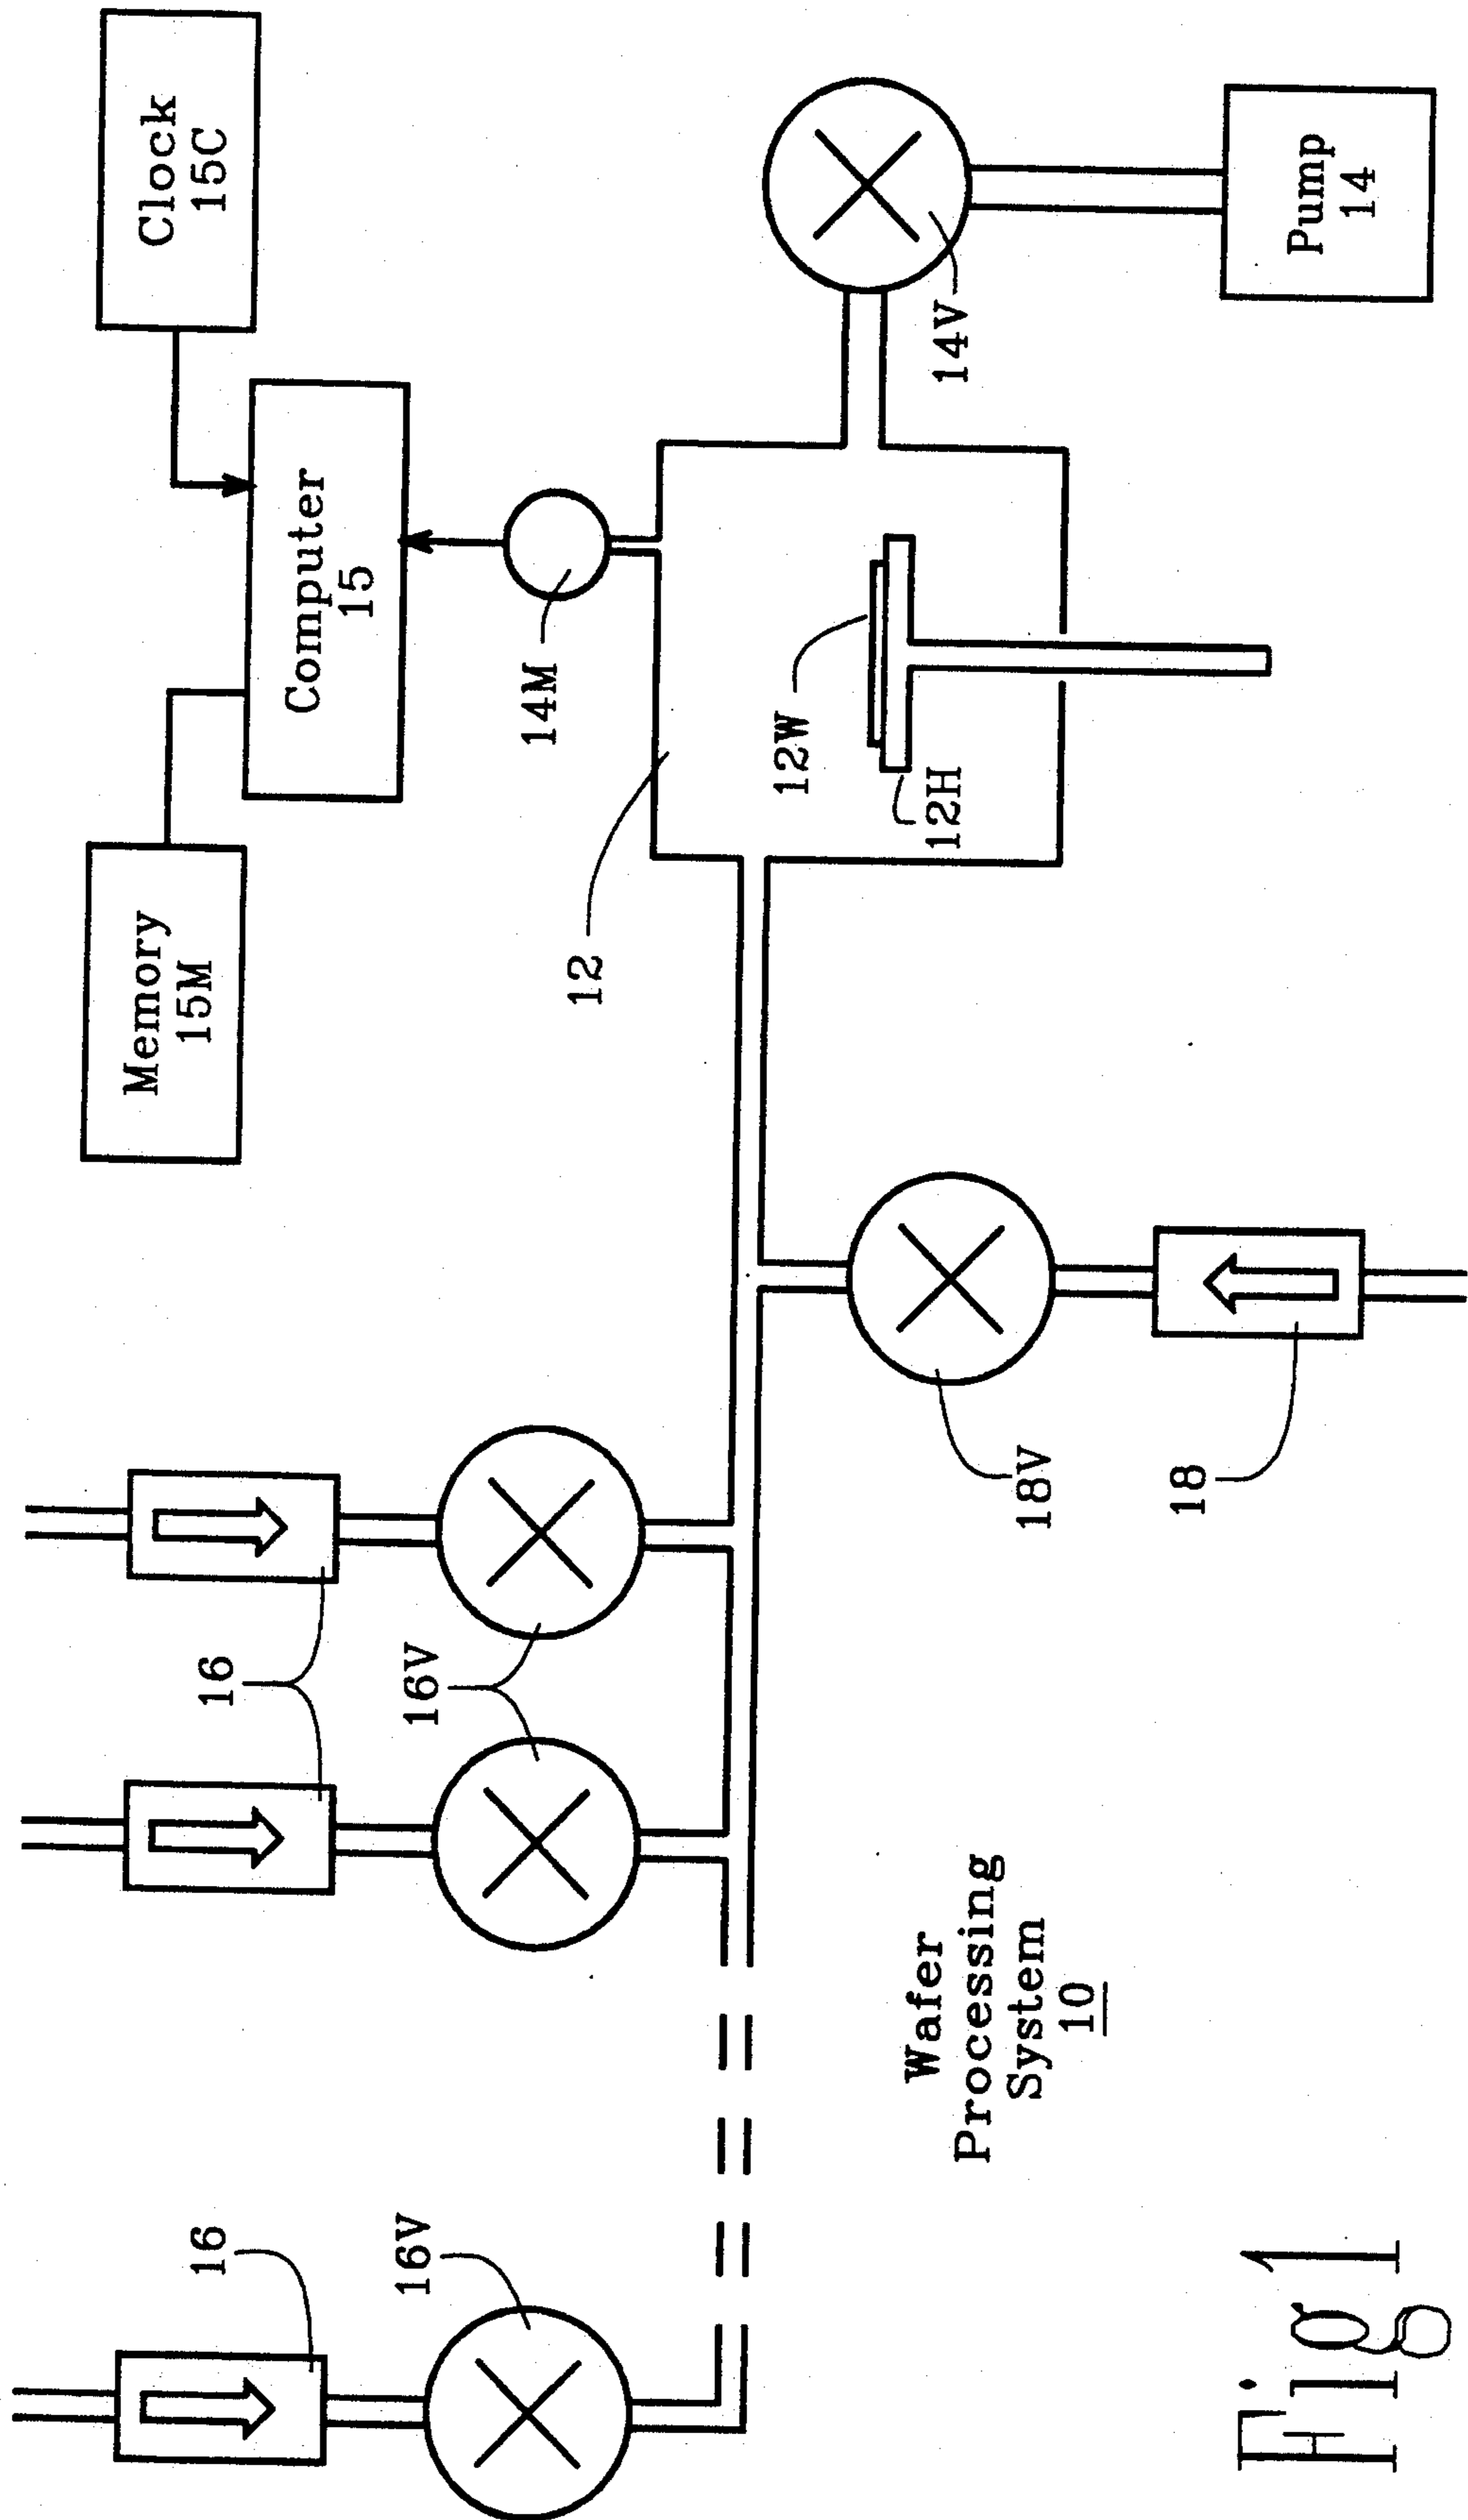 Memory
15M
Clock
15C
Computer
15
14M
12
12W
12H
14V
Pump
14
16
16
16V
16V
18V
18
Wafer
Processing
System
10
Fig 1